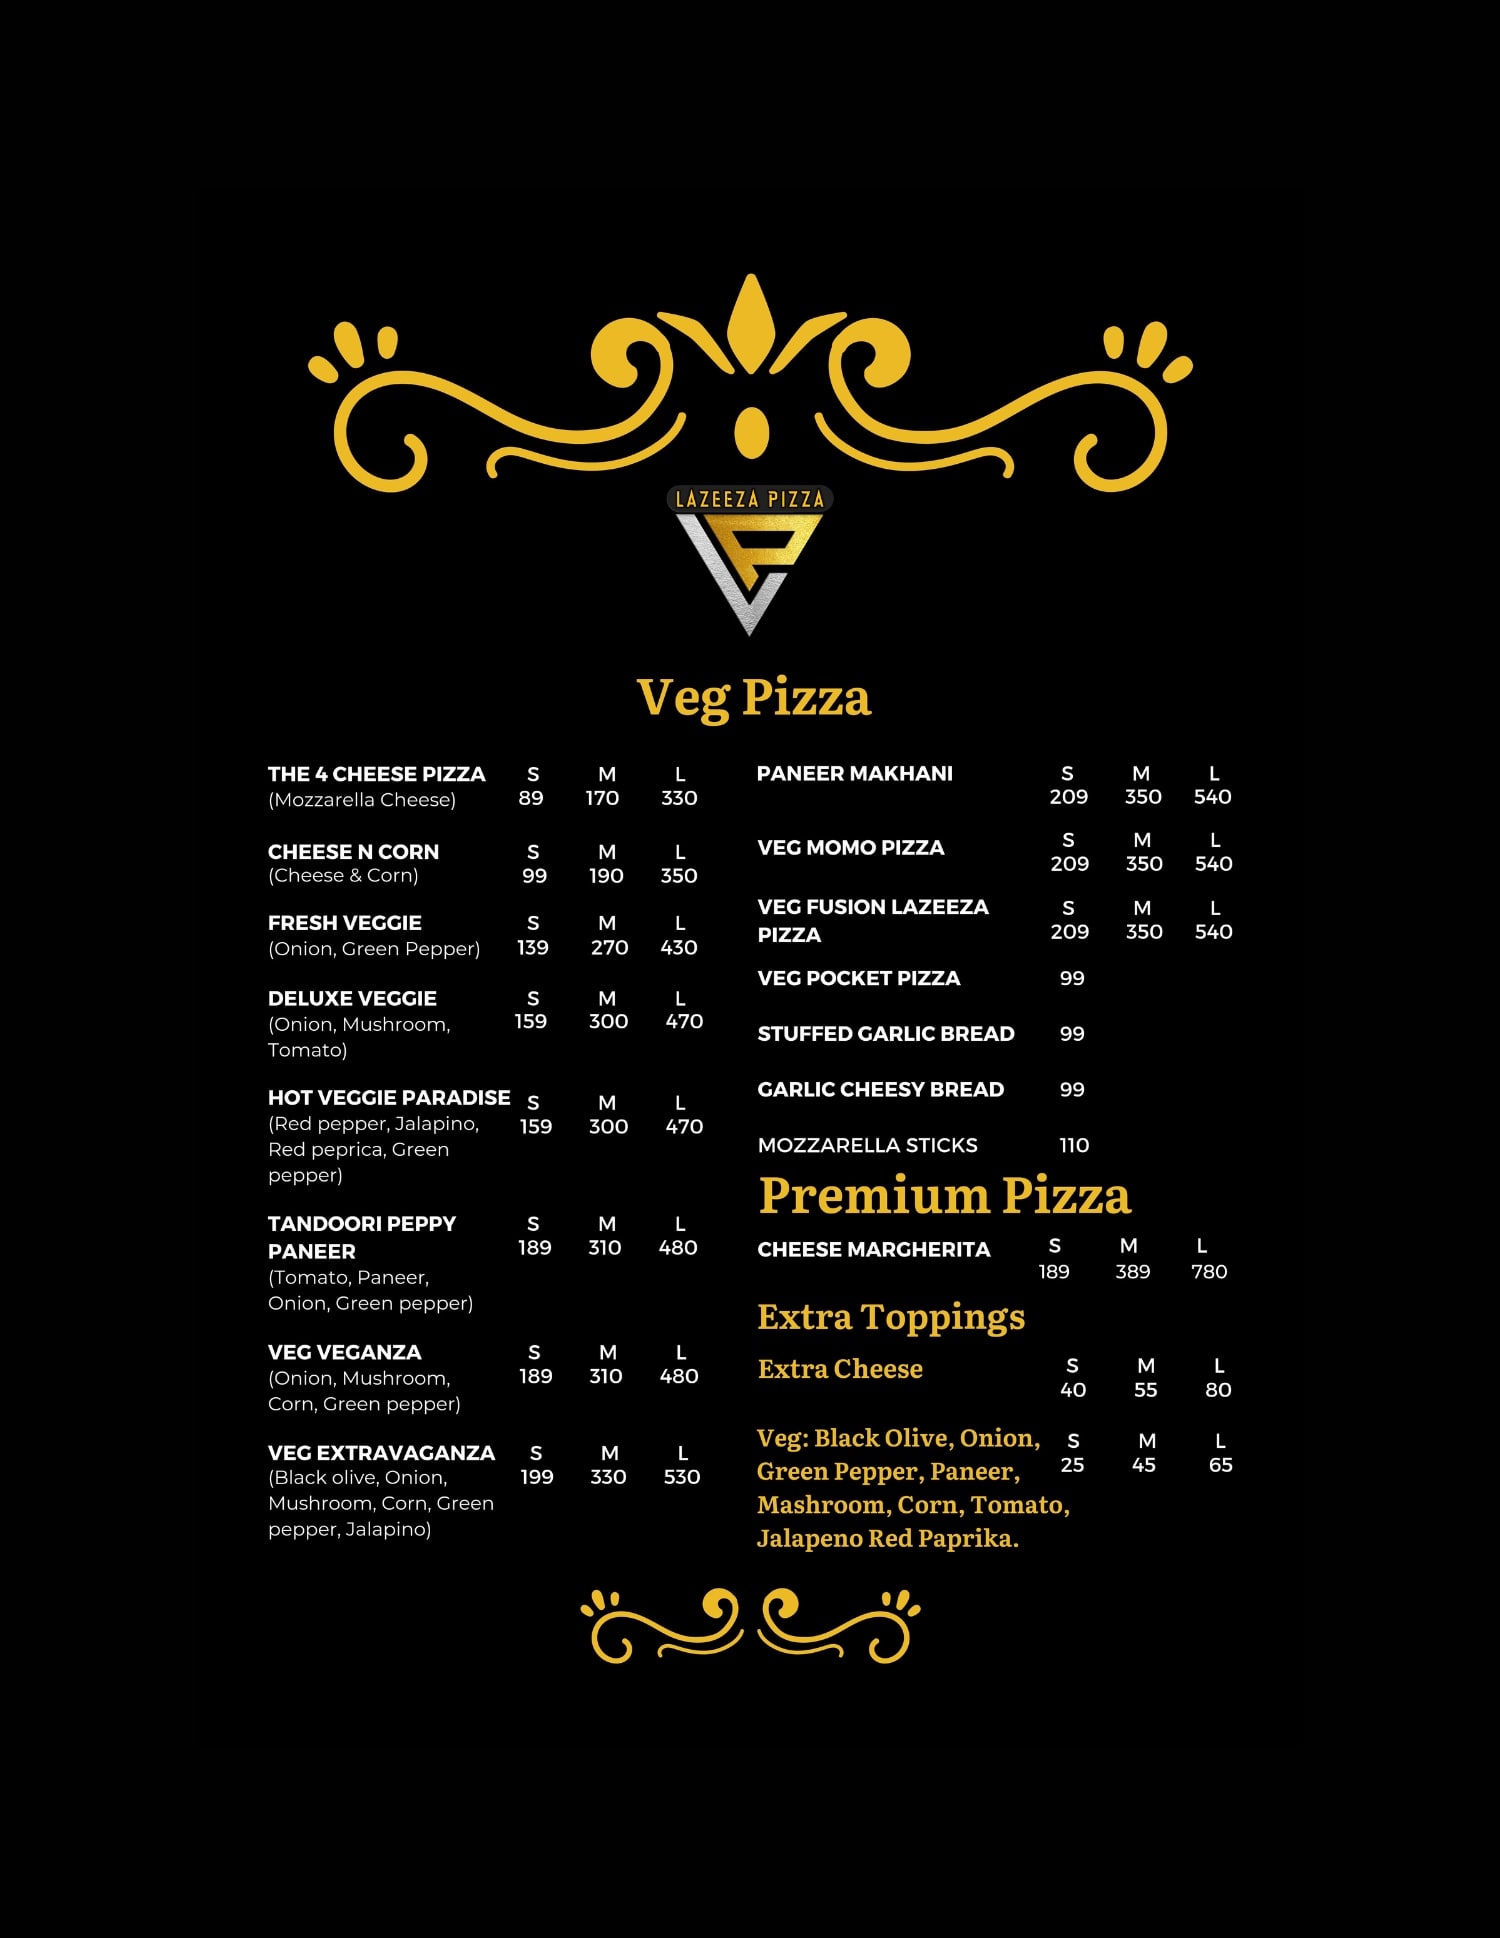 LAZEEZA PIZZA
Veg Pizza
THE 4 CHEESE PIZZA S M L
(Mozzarella Cheese) 89 170 330
CHEESE N CORN S M L
(Cheese & Corn) 99 190 350
FRESH VEGGIE S M L
(Onion, Green Pepper) 139 270 430
DELUXE VEGGIE S M L
(Onion, Mushroom, 159 300 470
Tomato)
HOT VEGGIE PARADISE S M L
(Red pepper, Jalapino, 159 300 470
Red peprica, Green
pepper)
TANDOORI PEPPY S M L
PANEER 189 310 480
(Tomato, Paneer,
Onion, Green pepper)
VEG VEGANZA S M L
(Onion, Mushroom, 189 310 480
Corn, Green pepper)
VEG EXTRAVAGANZA S M L
(Black olive, Onion, 199 330 530
Mushroom, Corn, Green
pepper, Jalapino)
PANEER MAKHANI S M L
209 350 540
VEG MOMO PIZZA S M L
209 350 540
VEG FUSION LAZEEZA S M L
PIZZA 209 350 540
VEG POCKET PIZZA 99
STUFFED GARLIC BREAD 99
GARLIC CHEESY BREAD 99
MOZZARELLA STICKS 110
Premium Pizza
CHEESE MARGHERITA S M L
189 389 780
Extra Toppings
Extra Cheese S M L
40 55 80
Veg: Black Olive, Onion, S M L
Green Pepper, Paneer, 25 45 65
Mashroom, Corn, Tomato,
Jalapeno Red Paprika.